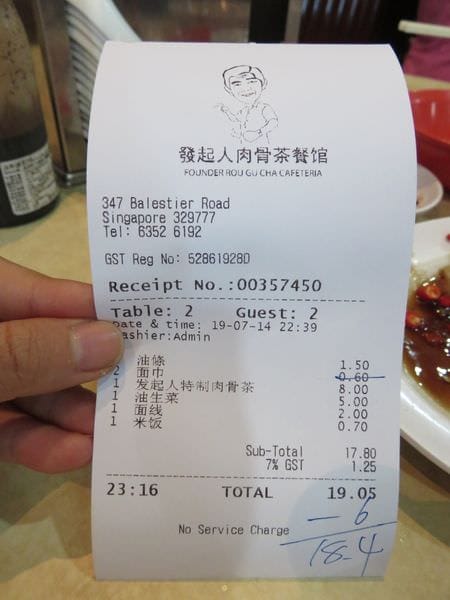 發起人肉骨茶餐馆
FOUNDER ROU GU CHA CAFETERIA
347 Balestier Road
Singapore 329777
Tel: 6352 6192
GST Reg No: 52861928D
Receipt No.:00357450
Table: 2 Guest: 2
Date & time: 19-07-14 22:39
Cashier:Admin
油條 1.50
2 面巾 0.60
1 发起人特制肉骨茶 8.00
1 油生菜 5.00
1 面线 2.00
1 米饭 0.70
Sub-Total 17.80
7% GST 1.25
23:16 TOTAL 19.05
- 6
No Service Charge
18-4